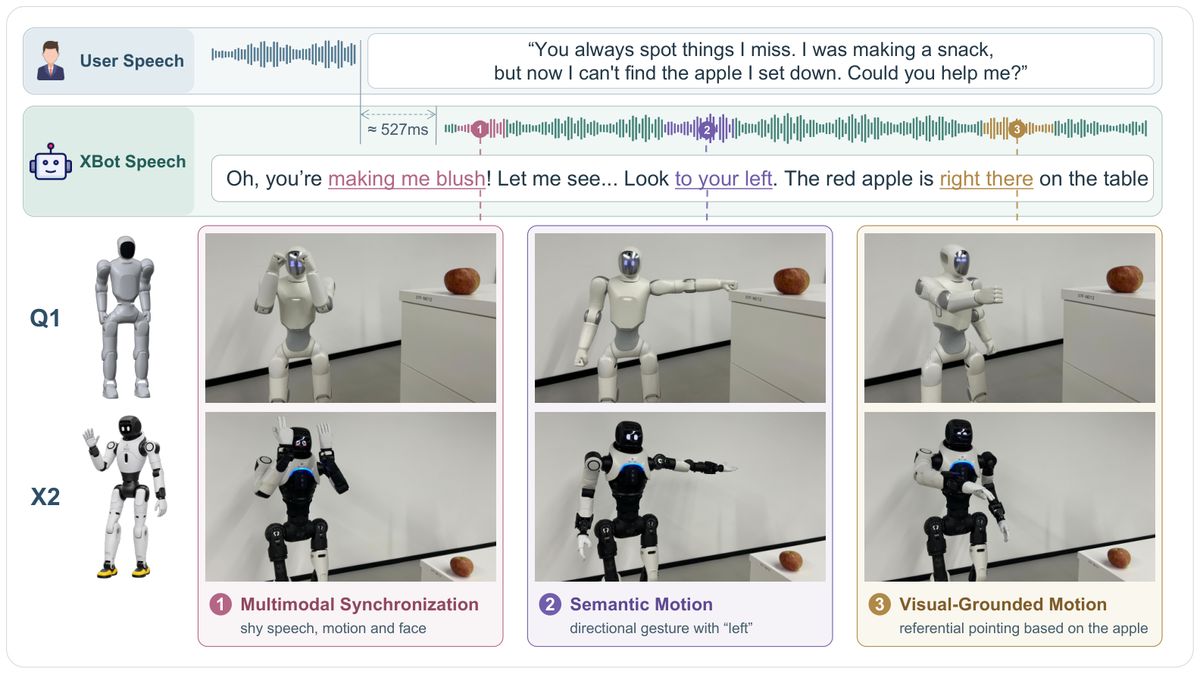 User Speech
“You always spot things I miss. I was making a snack,
but now I can't find the apple I set down. Could you help me?”
≈ 527ms
1
2
3
XBot Speech
Oh, you’re making me blush! Let me see... Look to your left. The red apple is right there on the table
Q1
X2
1 Multimodal Synchronization
shy speech, motion and face
2 Semantic Motion
directional gesture with “left”
3 Visual-Grounded Motion
referential pointing based on the apple